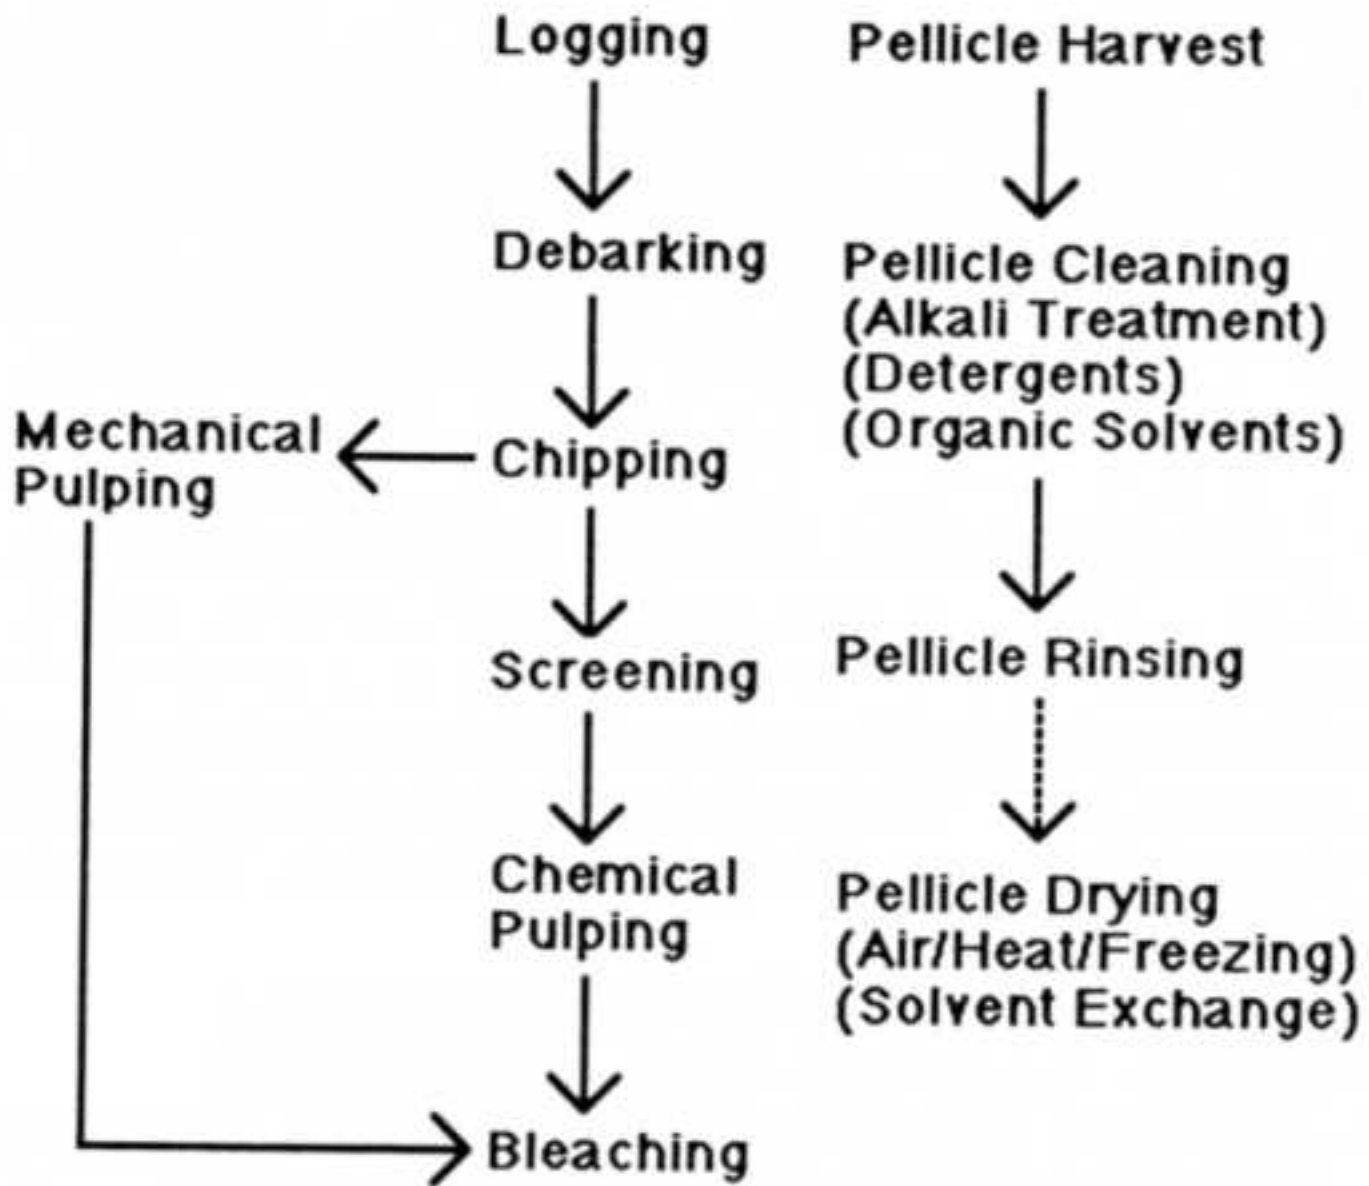 Logging
Debarking
Mechanical
Pulping
Chipping
Screening
Chemical
Pulping
Bleaching
Pellicle Harvest
Pellicle Cleaning
(Alkali Treatment)
(Detergents)
(Organic Solvents)
Pellicle Rinsing
Pellicle Drying
(Air/Heat/Freezing)
(Solvent Exchange)